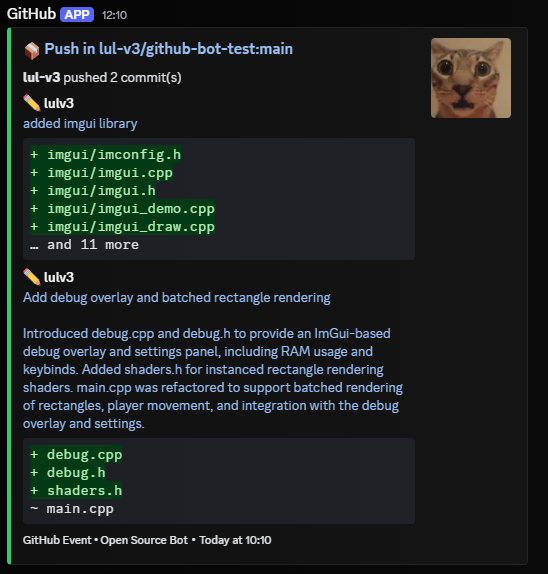 GitHub APP 12:10
Push in lul-v3/github-bot-test:main
lul-v3 pushed 2 commit(s)
lulv3
added imgui library
+ imgui/imconfig.h
+ imgui/imgui.cpp
+ imgui/imgui.h
+ imgui/imgui_demo.cpp
+ imgui/imgui_draw.cpp
… and 11 more
lulv3
Add debug overlay and batched rectangle rendering
Introduced debug.cpp and debug.h to provide an ImGui-based
debug overlay and settings panel, including RAM usage and
keybinds. Added shaders.h for instanced rectangle rendering
shaders. main.cpp was refactored to support batched rendering
of rectangles, player movement, and integration with the debug
overlay and settings.
+ debug.cpp
+ debug.h
+ shaders.h
~ main.cpp
GitHub Event • Open Source Bot • Today at 10:10